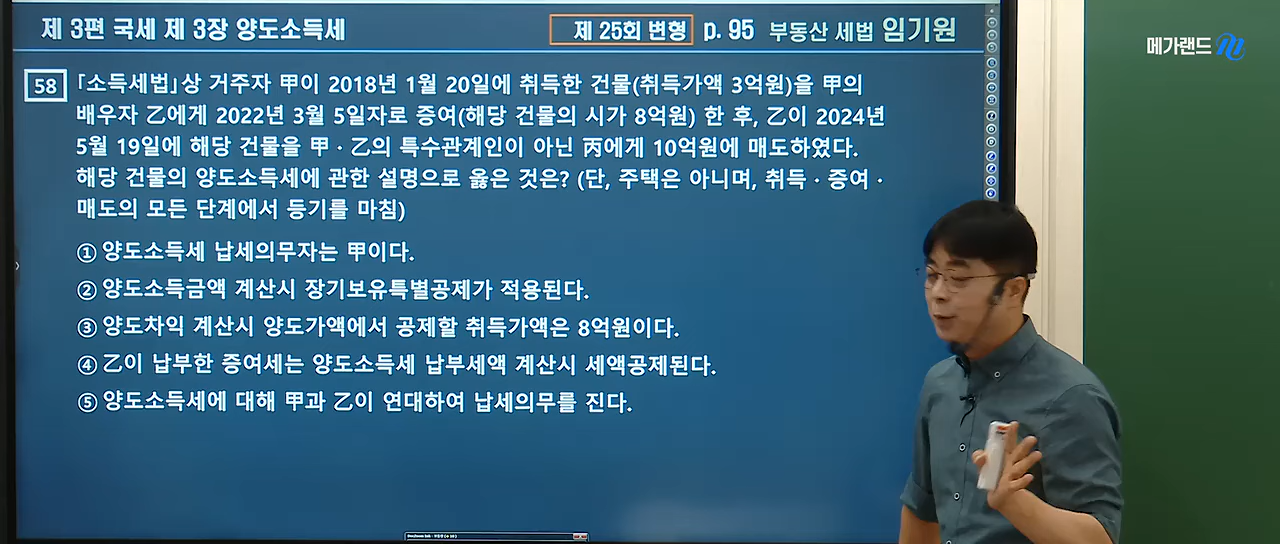 제 3편 국세 제 3장 양도소득세
제 25회 변형 p. 95 부동산 세법 임기원
메가랜드
58 「소득세법」상 거주자 甲이 2018년 1월 20일에 취득한 건물(취득가액 3억원)을 甲의
배우자 乙에게 2022년 3월 5일자로 증여(해당 건물의 시가 8억원) 한 후, 乙이 2024년
5월 19일에 해당 건물을 甲 · 乙의 특수관계인이 아닌 丙에게 10억원에 매도하였다.
해당 건물의 양도소득세에 관한 설명으로 옳은 것은? (단, 주택은 아니며, 취득 · 증여 ·
매도의 모든 단계에서 등기를 마침)
① 양도소득세 납세의무자는 甲이다.
② 양도소득금액 계산시 장기보유특별공제가 적용된다.
③ 양도차익 계산시 양도가액에서 공제할 취득가액은 8억원이다.
④ 乙이 납부한 증여세는 양도소득세 납부세액 계산시 세액공제된다.
⑤ 양도소득세에 대해 甲과 乙이 연대하여 납세의무를 진다.